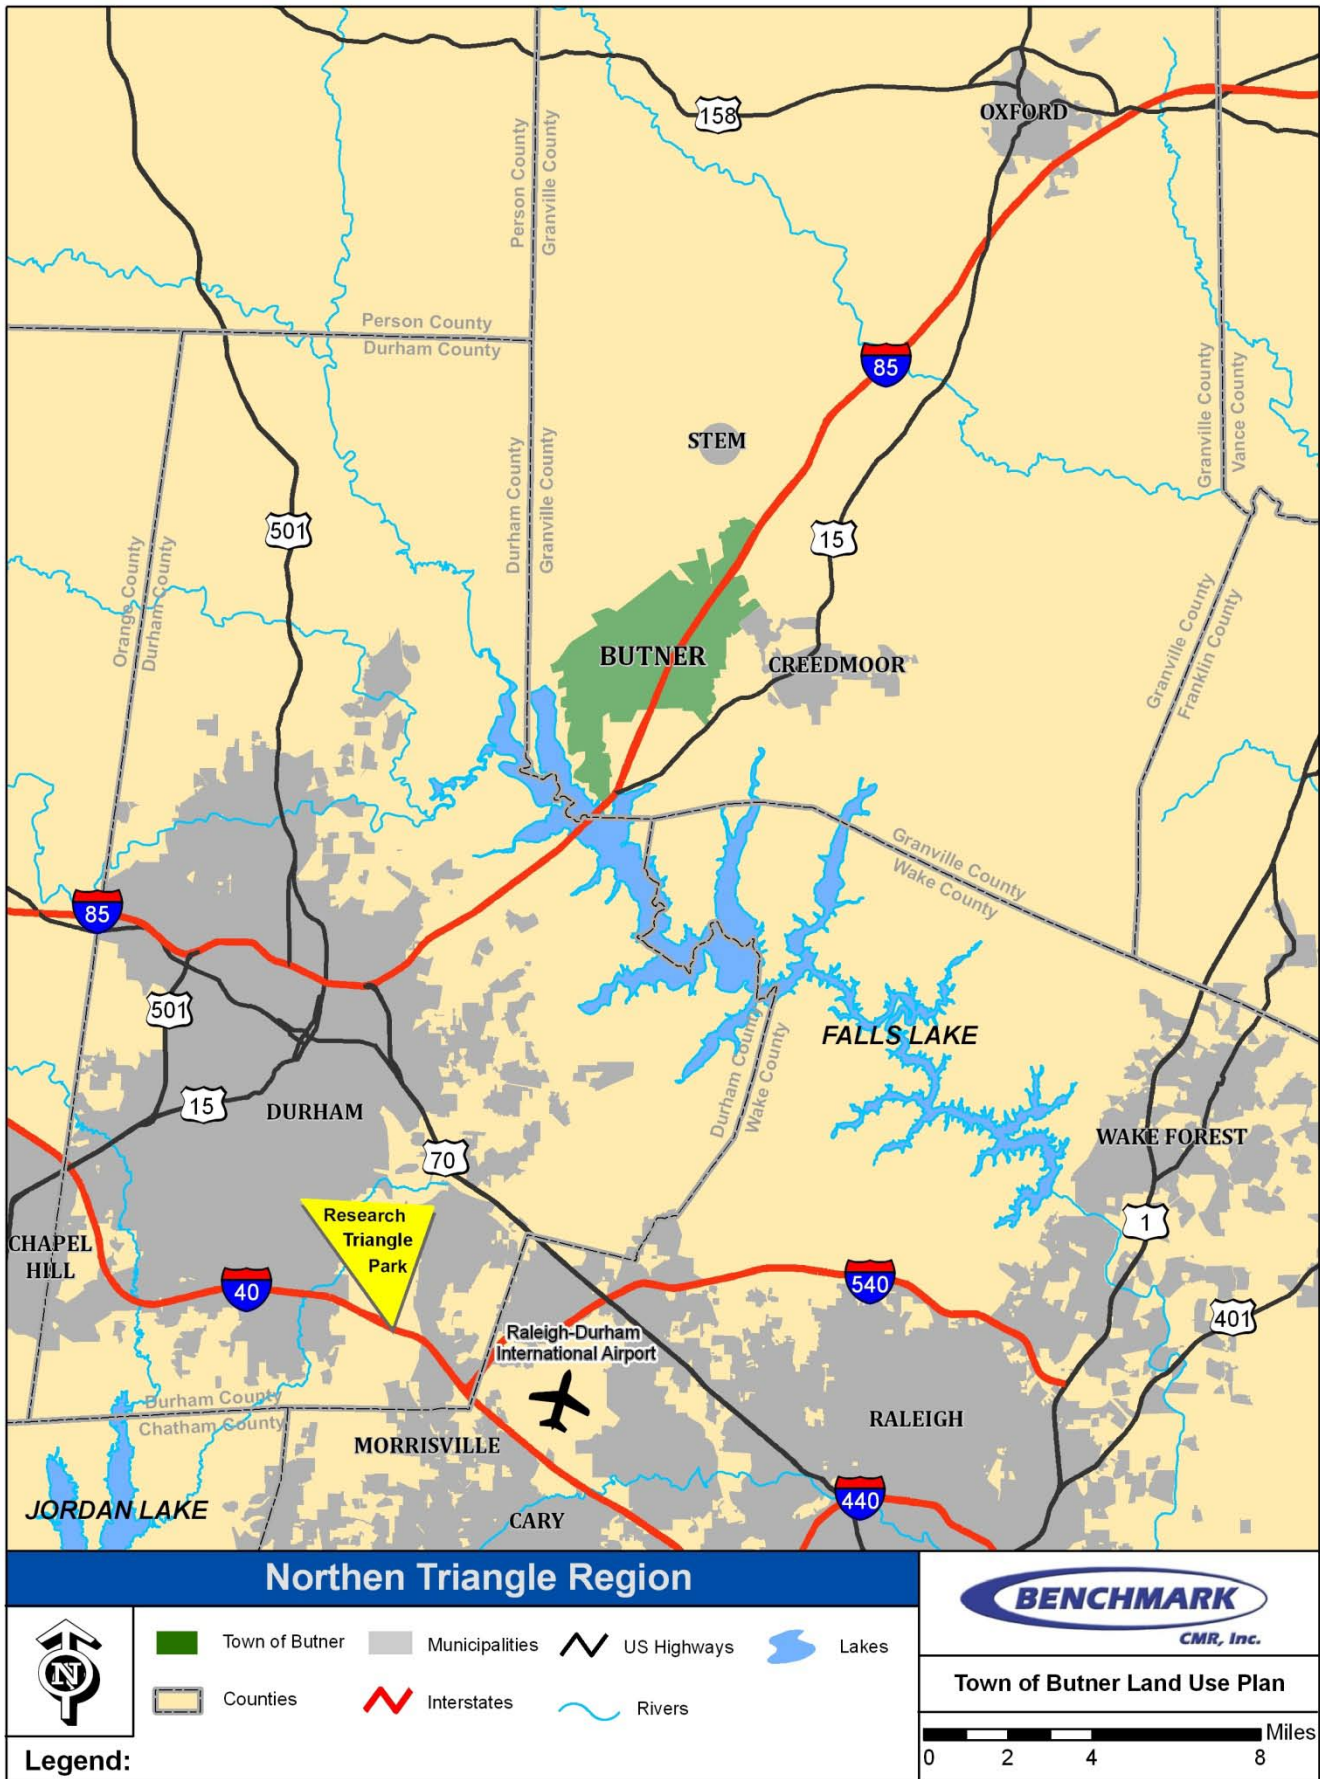 158
OXFORD
Person County
Granville County
Person County
Durham County
85
Granville County
Vance County
STEM
501
15
Durham County
Granville County
Orange County
Durham County
BUTNER
CREEDMOOR
Granville County
Franklin County
Granville County
Wake County
85
501
FALLS LAKE
Durham County
Wake County
15
DURHAM
70
WAKE FOREST
Research
Triangle
Park
1
CHAPEL
HILL
40
540
401
Raleigh-Durham
International Airport
Durham County
Chatham County
RALEIGH
MORRISVILLE
440
JORDAN LAKE
CARY
Northen Triangle Region
BENCHMARK
CMR, Inc.
N
Town of Butner
Municipalities
US Highways
Lakes
Counties
Interstates
Rivers
Legend:
Town of Butner Land Use Plan
Miles
0 2 4 8